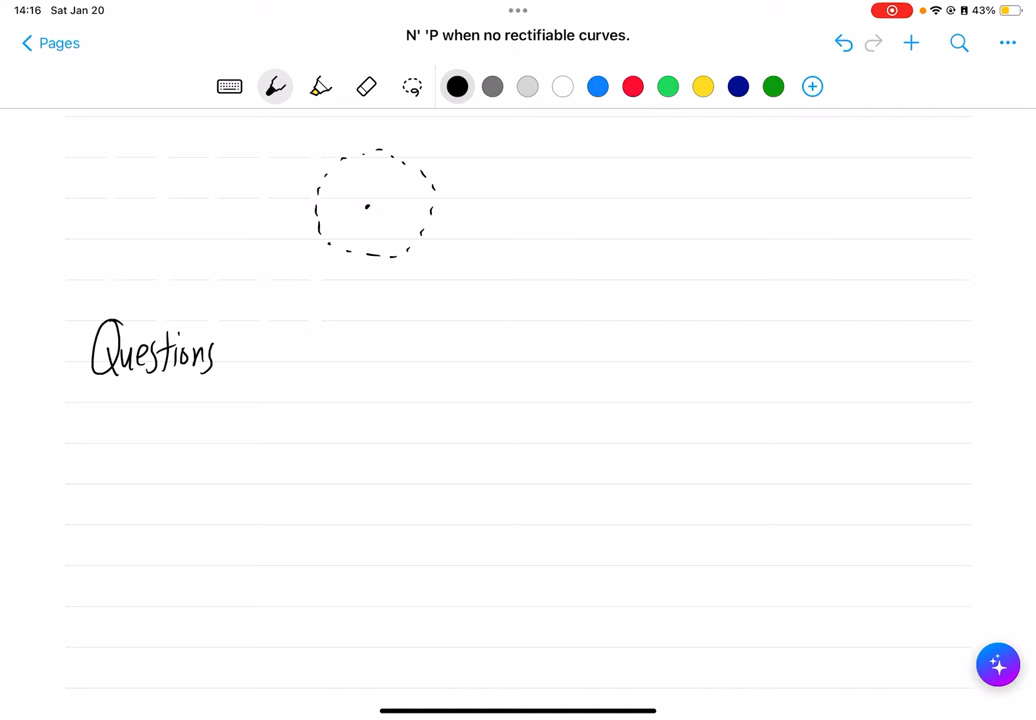 14:16 Sat Jan 20
43%
Pages
N' 'P when no rectifiable curves.
Questions